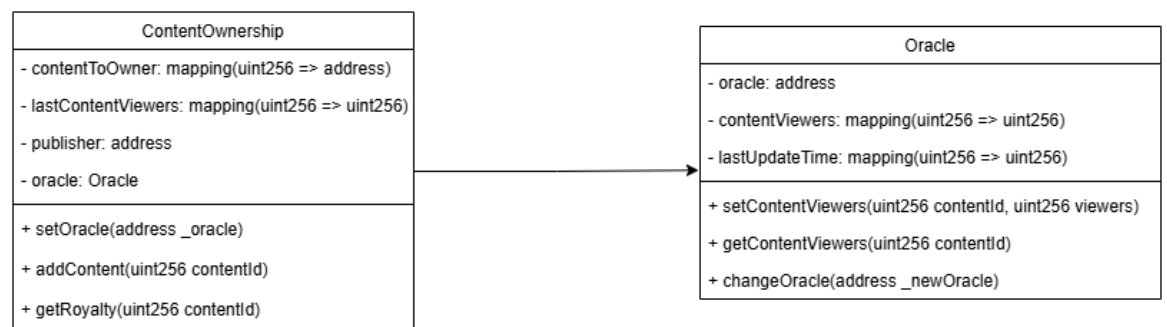 ContentOwnership
- contentToOwner: mapping(uint256 => address)
- lastContentViewers: mapping(uint256 => uint256)
- publisher: address
- oracle: Oracle
+ setOracle(address _oracle)
+ addContent(uint256 contentId)
+ getRoyalty(uint256 contentId)
Oracle
- oracle: address
- contentViewers: mapping(uint256 => uint256)
- lastUpdateTime: mapping(uint256 => uint256)
+ setContentViewers(uint256 contentId, uint256 viewers)
+ getContentViewers(uint256 contentId)
+ changeOracle(address _newOracle)